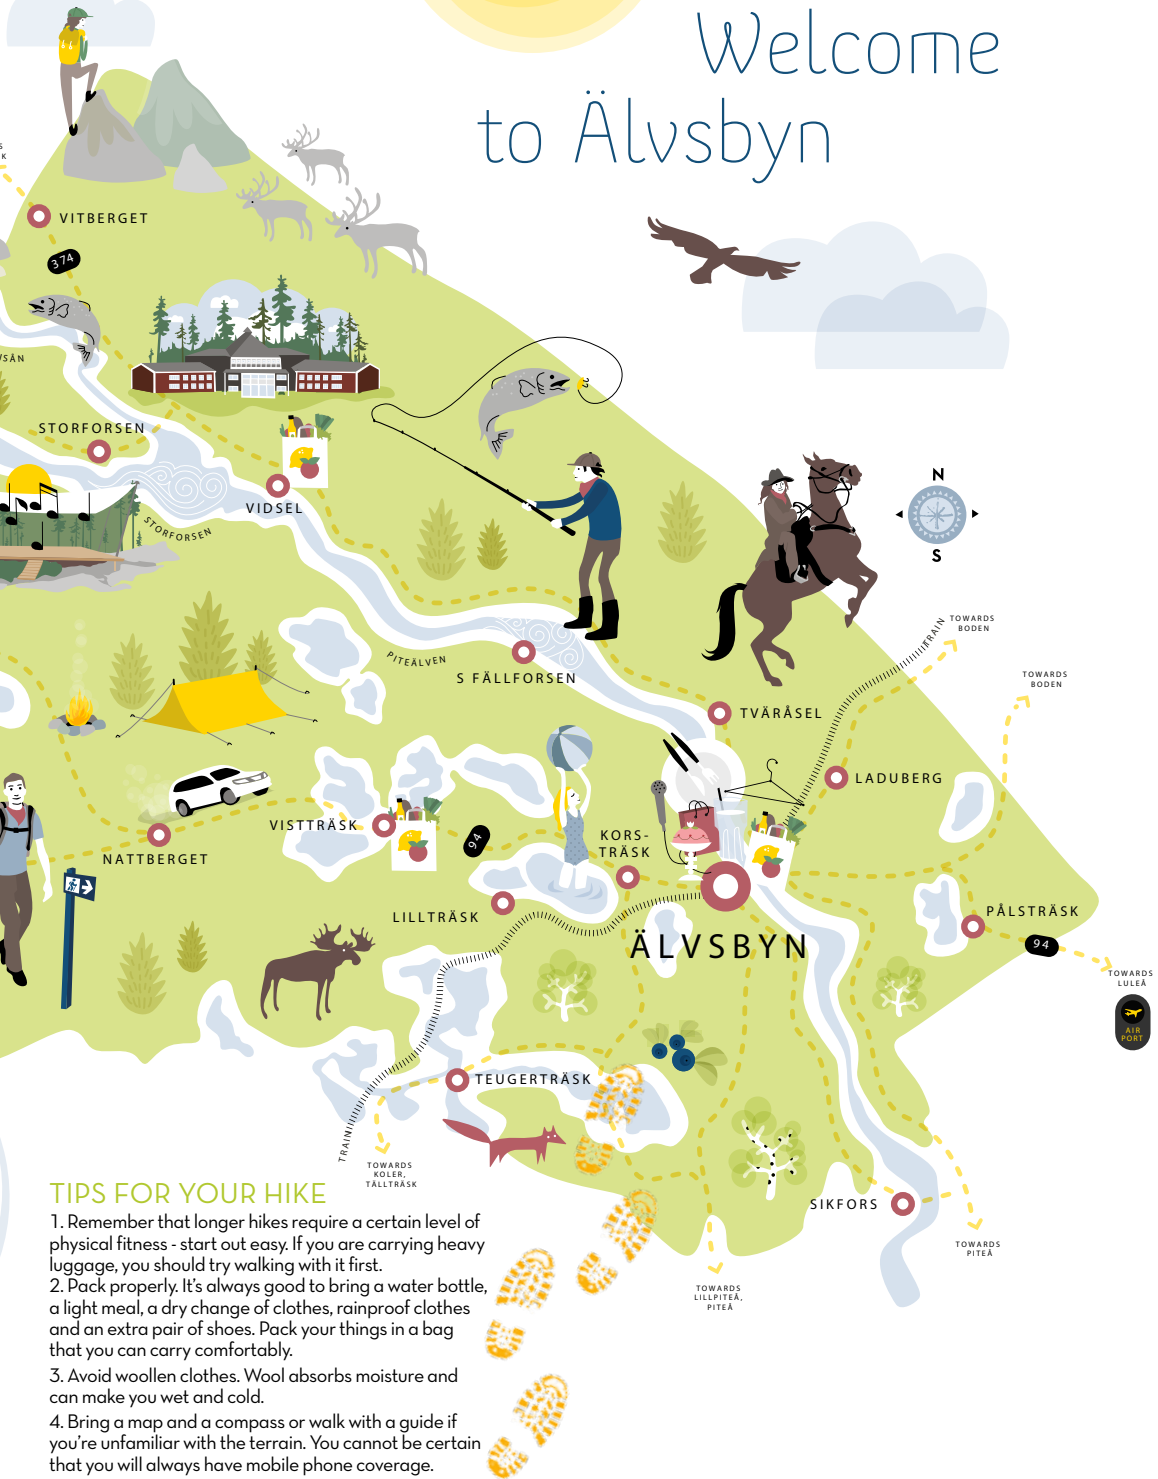 Welcome
to Älvsbyn
VITBERGET
374
STORFORSEN
VIDSEL
STORFORSEN
N
S
TRAIN
TOWARDS
BODEN
TOWARDS
BODEN
PITEÄLVEN
S FÄLLFORSEN
TVÄRÅSEL
LADUBERG
VISTTRÄSK
94
KORS-
TRÄSK
NATTBERGET
LILLTRÄSK
ÄLVSBYN
PÅLSTRÄSK
94
TOWARDS
LULEÅ
AIR
PORT
TEUGERTRÄSK
TRAIN
TOWARDS
KOLER,
TÄLLTRÄSK
SIKFORS
TOWARDS
PITEÅ
TOWARDS
LILLPITEÅ,
PITEÅ
TIPS FOR YOUR HIKE
1. Remember that longer hikes require a certain level of
physical fitness - start out easy. If you are carrying heavy
luggage, you should try walking with it first.
2. Pack properly. It's always good to bring a water bottle,
a light meal, a dry change of clothes, rainproof clothes
and an extra pair of shoes. Pack your things in a bag
that you can carry comfortably.
3. Avoid woollen clothes. Wool absorbs moisture and
can make you wet and cold.
4. Bring a map and a compass or walk with a guide if
you're unfamiliar with the terrain. You cannot be certain
that you will always have mobile phone coverage.